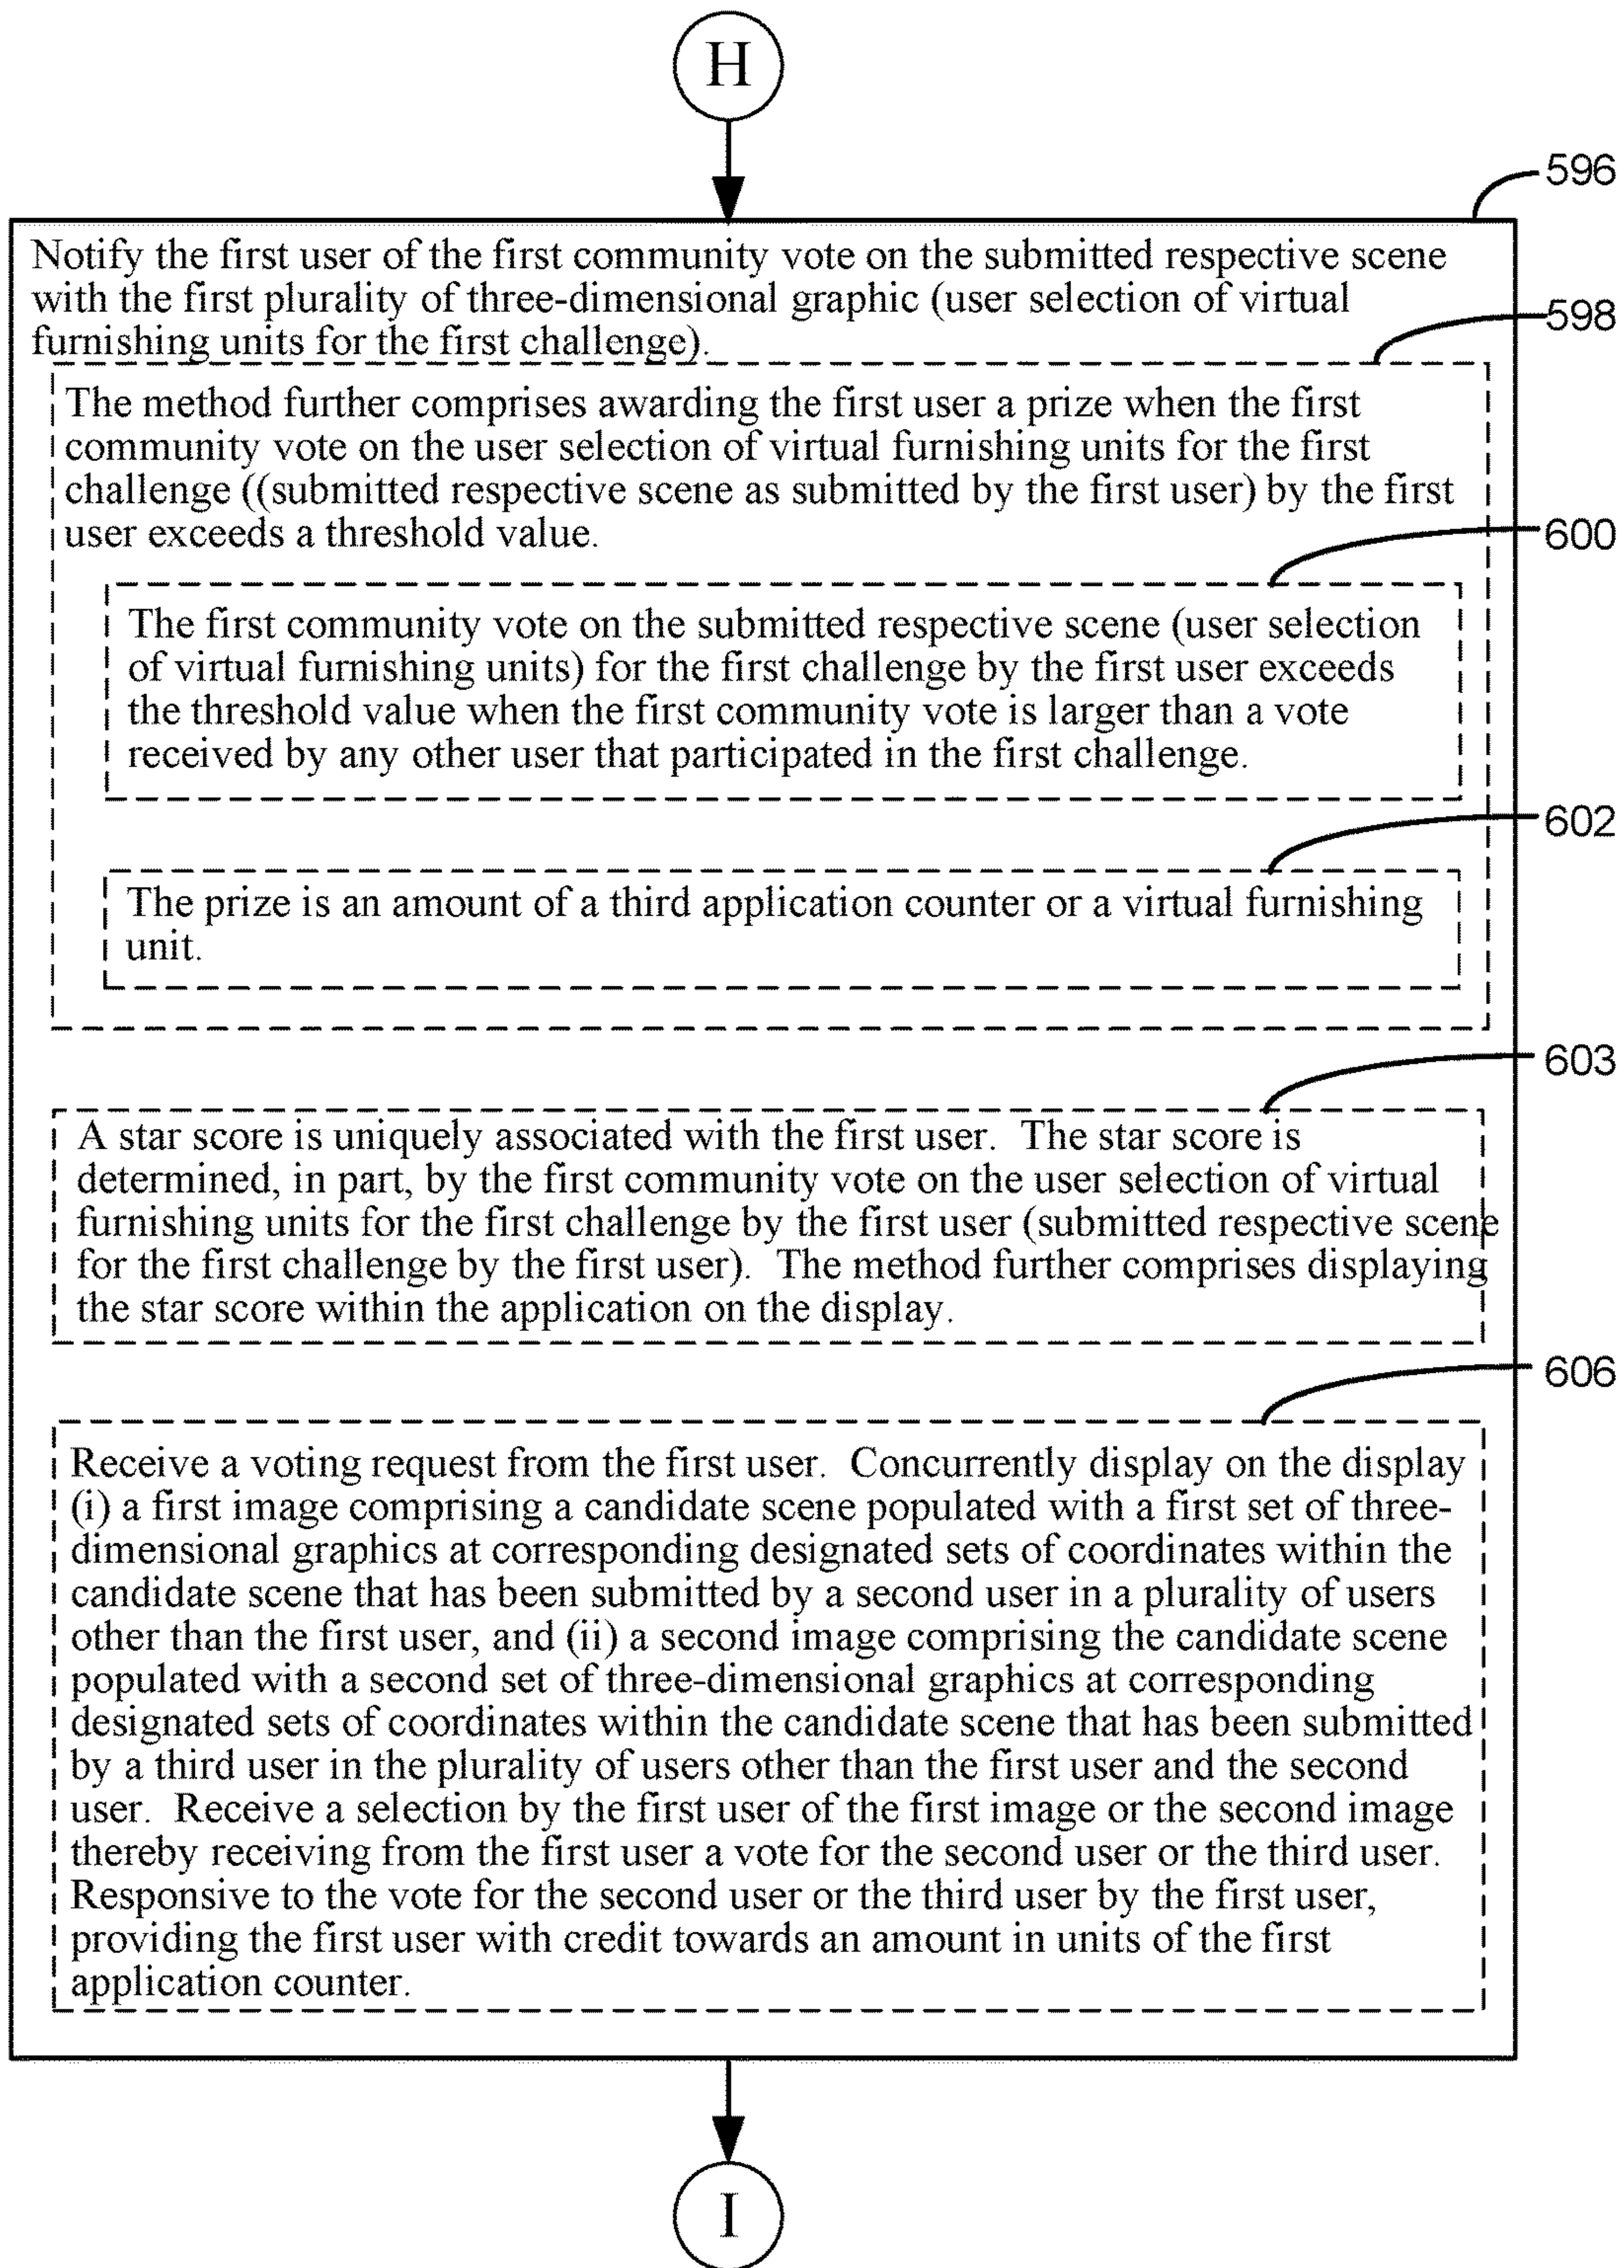 H
596
Notify the first user of the first community vote on the submitted respective scene
with the first plurality of three-dimensional graphic (user selection of virtual
furnishing units for the first challenge).
598
The method further comprises awarding the first user a prize when the first
community vote on the user selection of virtual furnishing units for the first
challenge ((submitted respective scene as submitted by the first user) by the first
user exceeds a threshold value.
600
The first community vote on the submitted respective scene (user selection
of virtual furnishing units) for the first challenge by the first user exceeds
the threshold value when the first community vote is larger than a vote
received by any other user that participated in the first challenge.
602
The prize is an amount of a third application counter or a virtual furnishing
unit.
603
A star score is uniquely associated with the first user.  The star score is
determined, in part, by the first community vote on the user selection of virtual
furnishing units for the first challenge by the first user (submitted respective scene
for the first challenge by the first user).  The method further comprises displaying
the star score within the application on the display.
606
Receive a voting request from the first user.  Concurrently display on the display
(i) a first image comprising a candidate scene populated with a first set of three-
dimensional graphics at corresponding designated sets of coordinates within the
candidate scene that has been submitted by a second user in a plurality of users
other than the first user, and (ii) a second image comprising the candidate scene
populated with a second set of three-dimensional graphics at corresponding
designated sets of coordinates within the candidate scene that has been submitted
by a third user in the plurality of users other than the first user and the second
user.  Receive a selection by the first user of the first image or the second image
thereby receiving from the first user a vote for the second user or the third user.
Responsive to the vote for the second user or the third user by the first user,
providing the first user with credit towards an amount in units of the first
application counter.
I